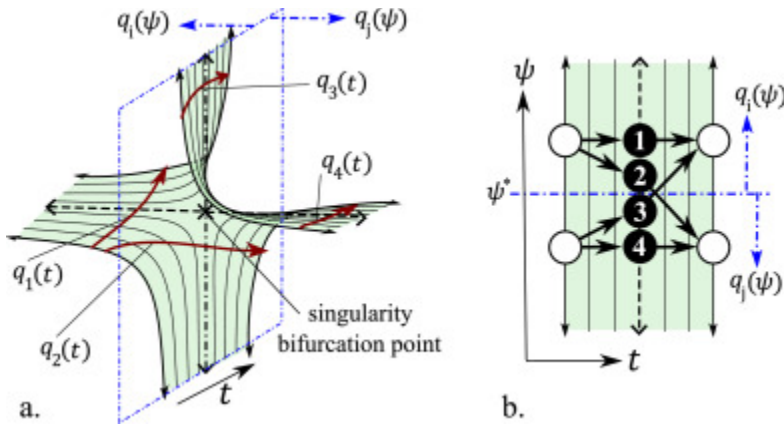 qᵢ(ψ)
qⱼ(ψ)
q₃(t)
q₄(t)
q₁(t)
q₂(t)
singularity
bifurcation point
t
a.
ψ
ψ*
1
2
3
4
qᵢ(ψ)
qⱼ(ψ)
t
b.